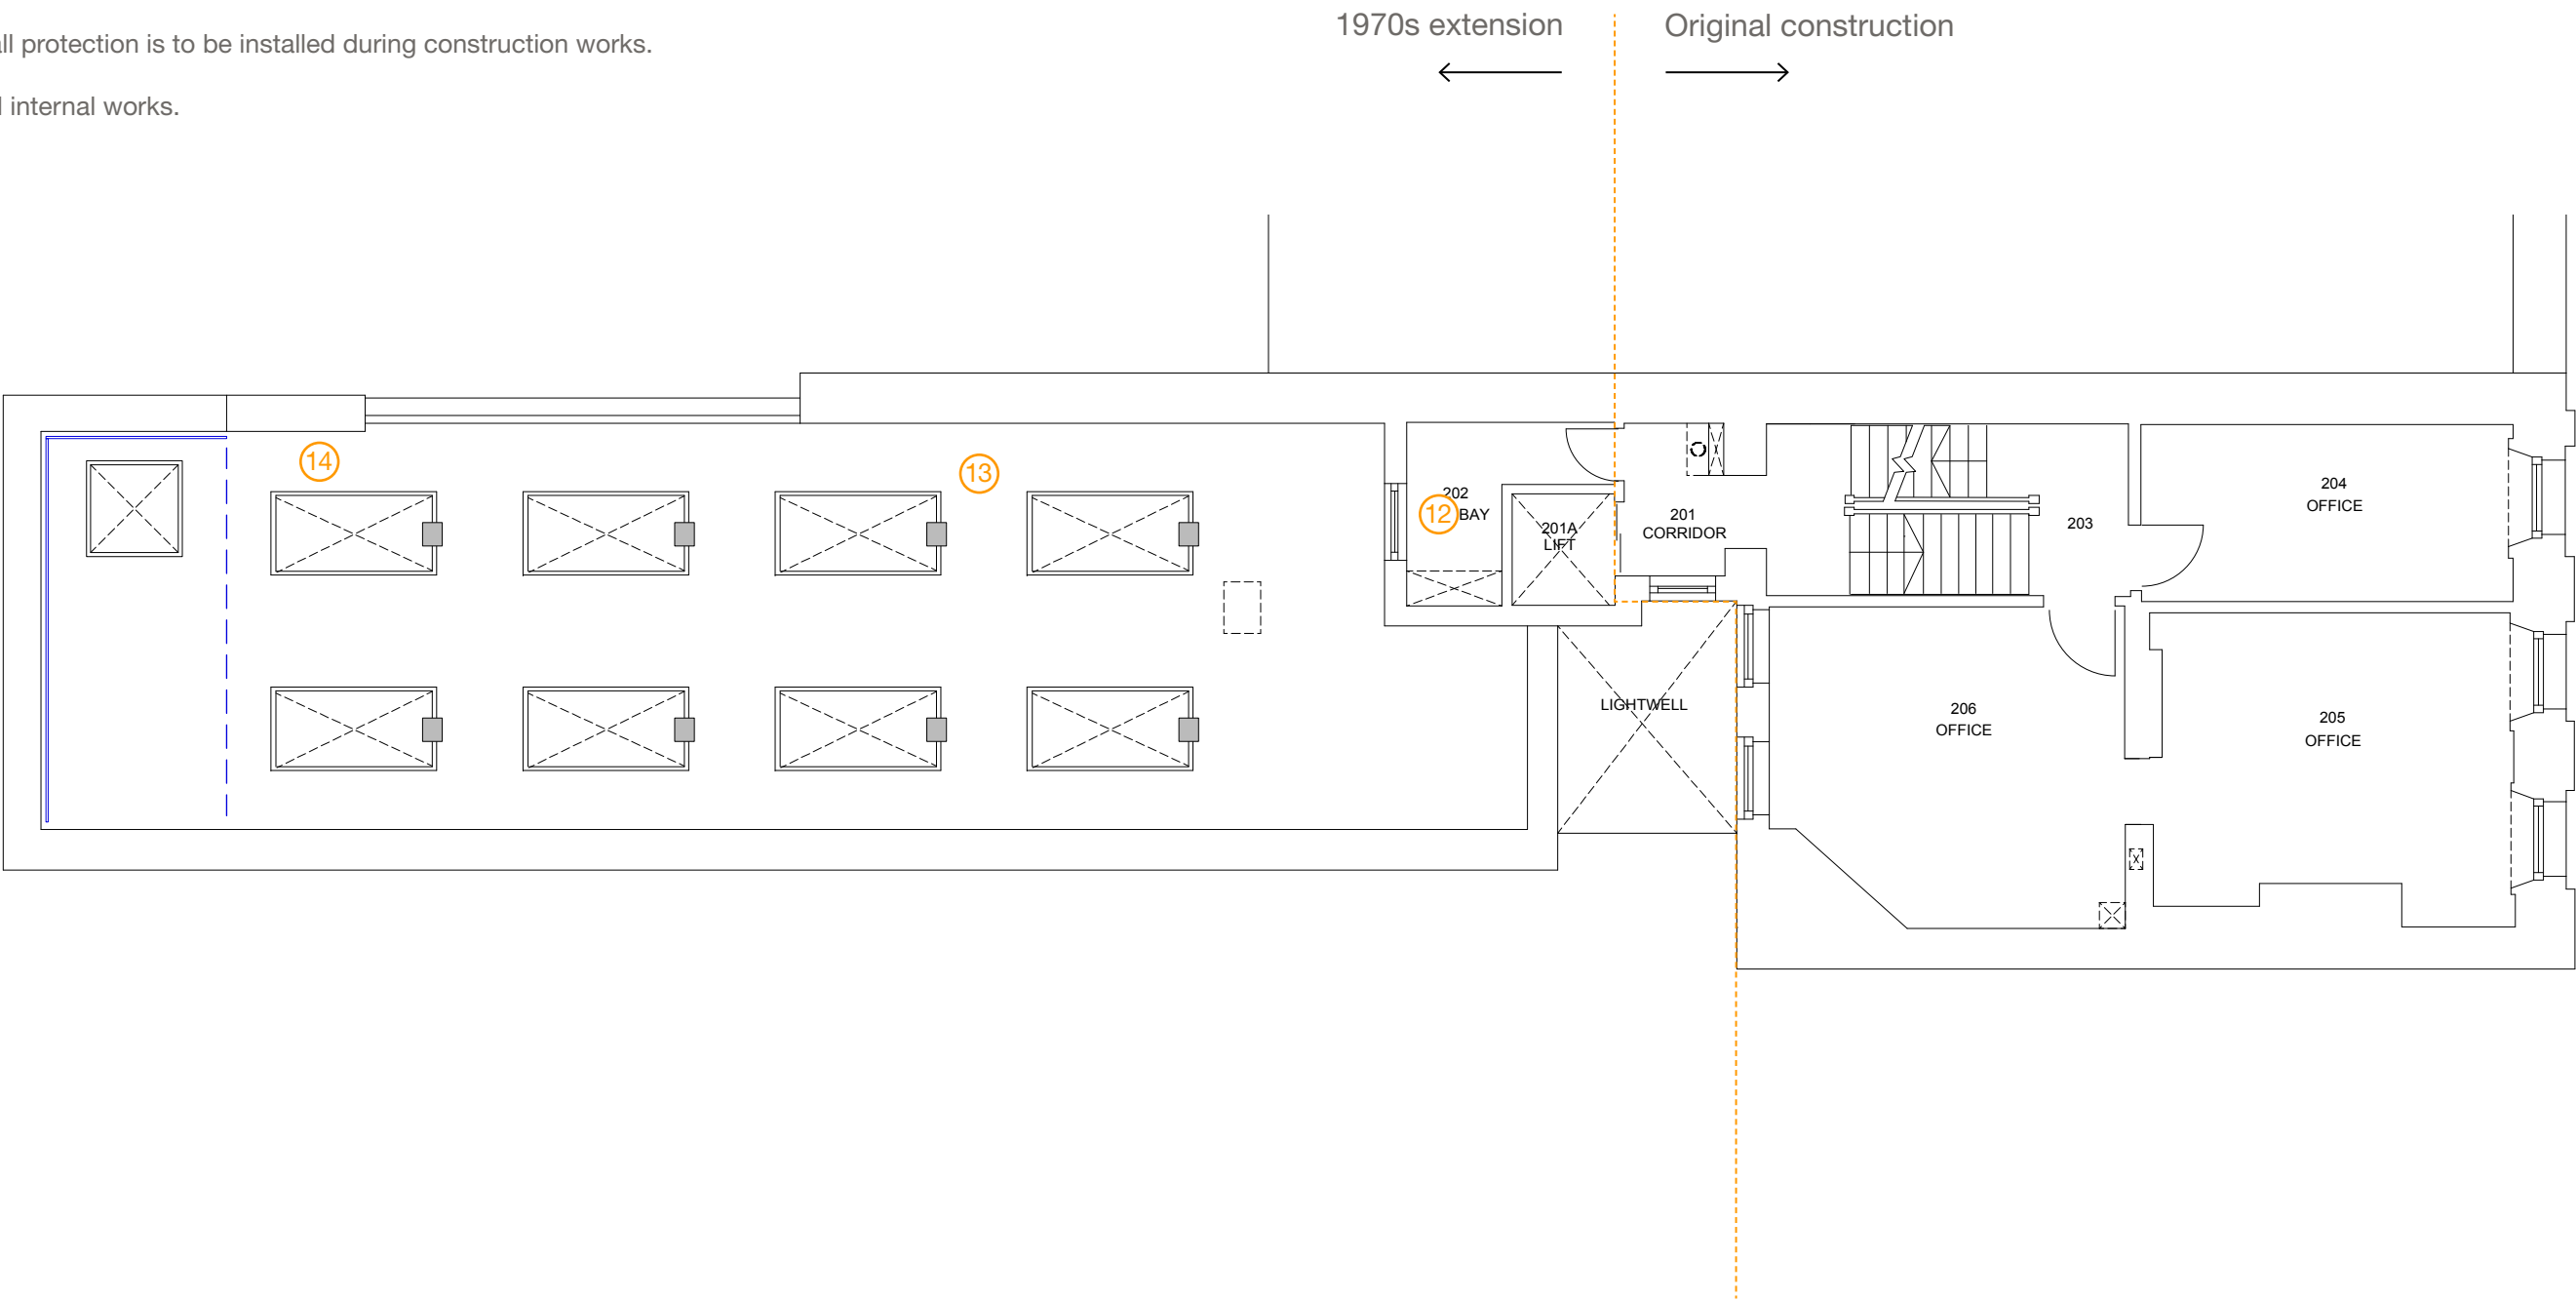 1970s extension
Original construction
all protection is to be installed during construction works.
internal works.
14
13
202
12 BAY
201A
LIFT
201
CORRIDOR
203
204
OFFICE
LIGHTWELL
206
OFFICE
205
OFFICE